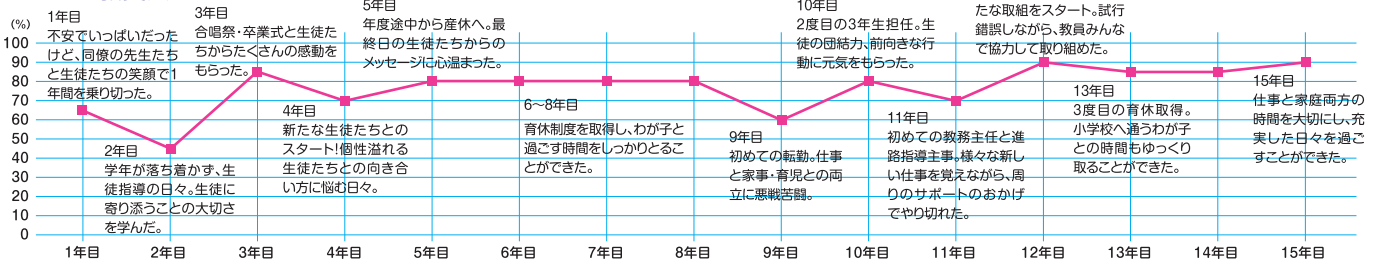 1年目
不安でいっぱいだった
けど、同僚の先生たち
と生徒たちの笑顔で1
年間を乗り切った。
2年目
学年が落ち着かず、生
徒指導の日々。生徒に
寄り添うことの大切さ
を学んだ。
3年目
合唱祭・卒業式と生徒た
ちからたくさんの感動を
もらった。
4年目
新たな生徒たちとの
スタート!個性溢れる
生徒たちとの向き合
い方に悩む日々。
5年目
年度途中から産休へ。最
終日の生徒たちからの
メッセージに心温まった。
6〜8年目
育休制度を取得し、わが子と
過ごす時間をしっかりとるこ
とができた。
9年目
初めての転勤。仕事
と家事・育児との両
立に悪戦苦闘。
10年目
2度目の3年生担任。生
徒の団結力、前向きな行
動に元気をもらった。
11年目
初めての教務主任と進
路指導主事。様々な新し
い仕事を覚えながら、周
りのサポートのおかげ
でやり切れた。
たな取組をスタート。試行
錯誤しながら、教員みんな
で協力して取り組めた。
13年目
3度目の育休取得。
小学校へ通うわが子
との時間もゆっくり
取ることができた。
15年目
仕事と家庭両方の
時間を大切にし、充
実した日々を過ご
すことができた。
(%)
100
90
80
70
60
50
40
30
20
10
0
1年目 2年目 3年目 4年目 5年目 6年目 7年目 8年目 9年目 10年目 11年目 12年目 13年目 14年目 15年目